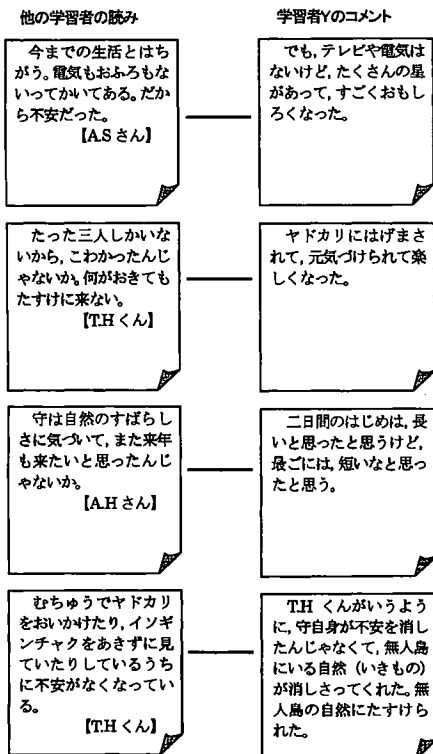 他の学習者の読み
学習者Yのコメント
今までの生活とはち
がう。電気もおふろもな
いってかいてある。だか
ら不安だった。
【A.S さん】
でも，テレビや電気は
ないけど，たくさんの星
があって，すごくおもし
ろくなった。
たった三人しかいな
いから，こわかったんじ
ゃないか。何がおきても
たすけに来ない。
【T.H くん】
ヤドカリにはげまさ
れて，元気づけられて楽
しくなった。
守は自然のすばらし
さに気づいて，また来年
も来たいと思ったんじ
ゃないか。
【A.H さん】
二日間のはじめは，長
いと思ったと思うけど，
最ごには，短いなと思っ
たと思う。
むちゅうでヤドカリ
をおいかけたり，イソギ
ンチャクをあきずに見
ていたりしているうち
に不安がなくなってい
る。
【T.H くん】
T.H くんがいうよう
に，守自身が不安を消し
たんじゃなくて，無人島
にいる自然（いきもの）
が消しさってくれた。無
人島の自然にたすけら
れた。